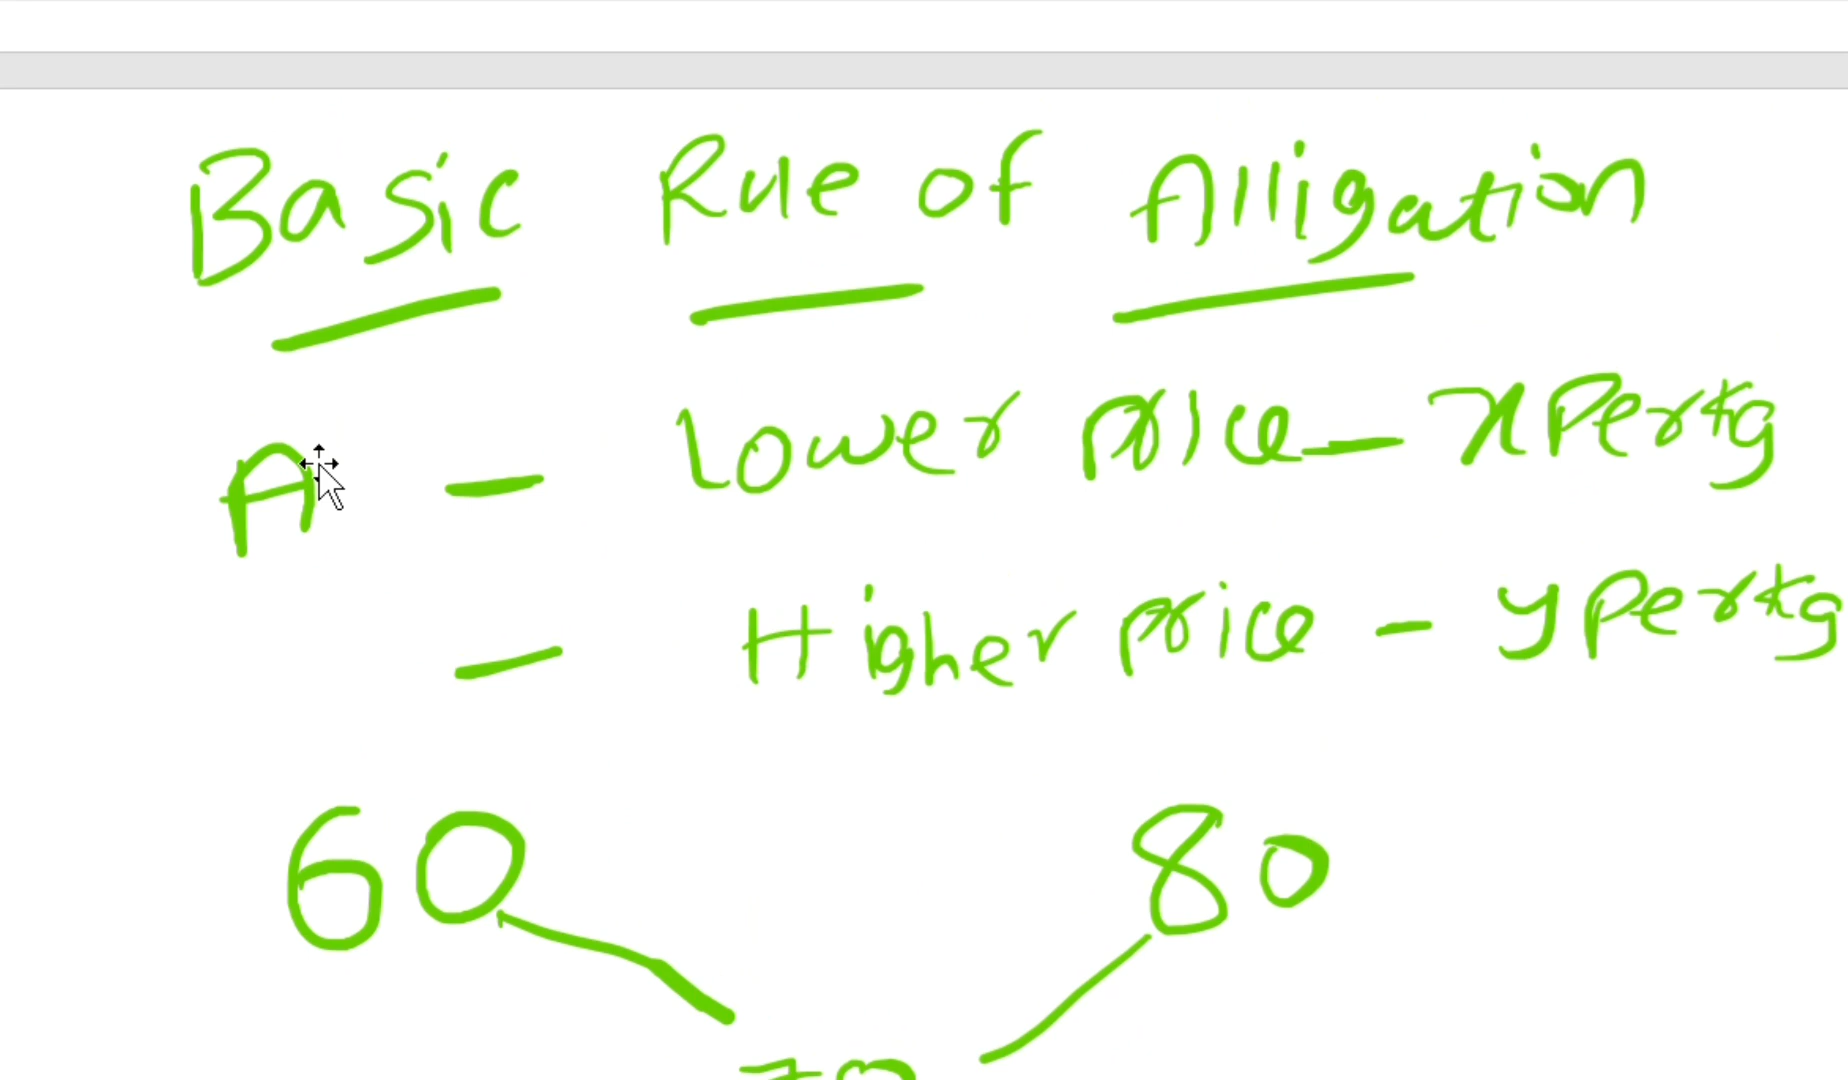 Basic Rule of Alligation
A - Lower price - x per kg
- Higher price - y per kg
60 80